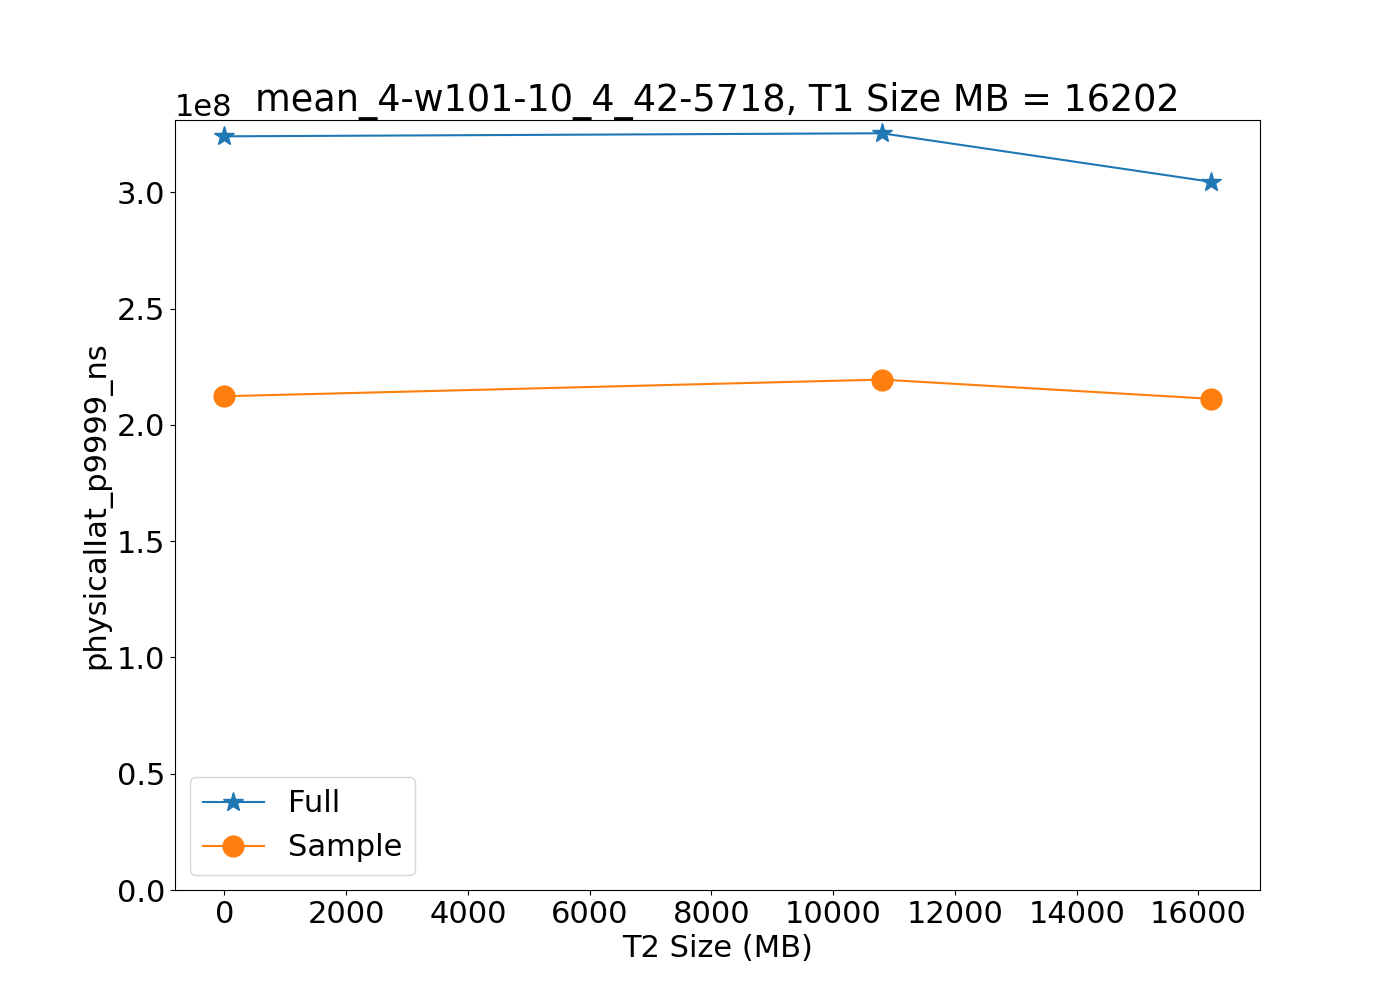 1e8
mean_4-w101-10_4_42-5718, T1 Size MB = 16202
physicallat_p9999_ns
3.0
2.5
2.0
1.5
1.0
0.5
0.0
Full
Sample
0 2000 4000 6000 8000 10000 12000 14000 16000
T2 Size (MB)